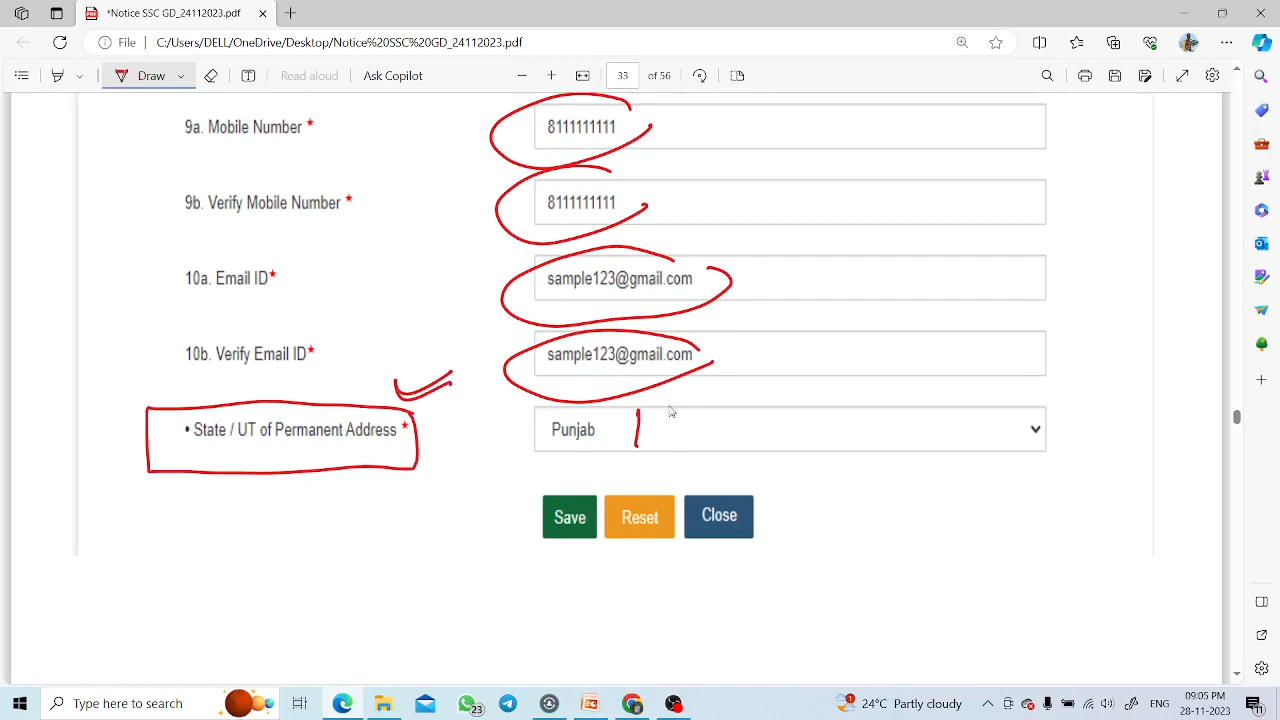 *Notice SSC GD_24112023.pdf
File C:/Users/DELL/OneDrive/Desktop/Notice%20SSC%20GD_24112023.pdf
Draw Read aloud Ask Copilot 33 of 56
9a. Mobile Number * 8111111111
9b. Verify Mobile Number * 8111111111
10a. Email ID* sample123@gmail.com
10b. Verify Email ID* sample123@gmail.com
• State / UT of Permanent Address * Punjab
Save Reset Close
Type here to search 23 1 24°C Partly cloudy ENG 09:05 PM
28-11-2023